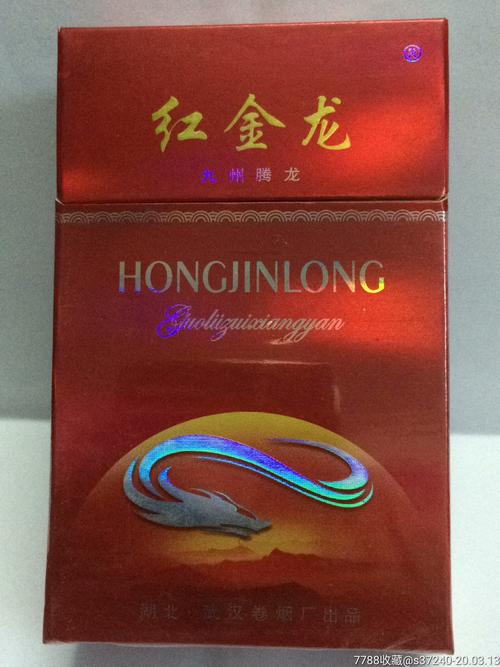 ®
红金龙
九州腾龙
HONGJINLONG
Guolüzuixiangyan
湖北·武汉卷烟厂出品
7788收藏@s37240-20.03.13